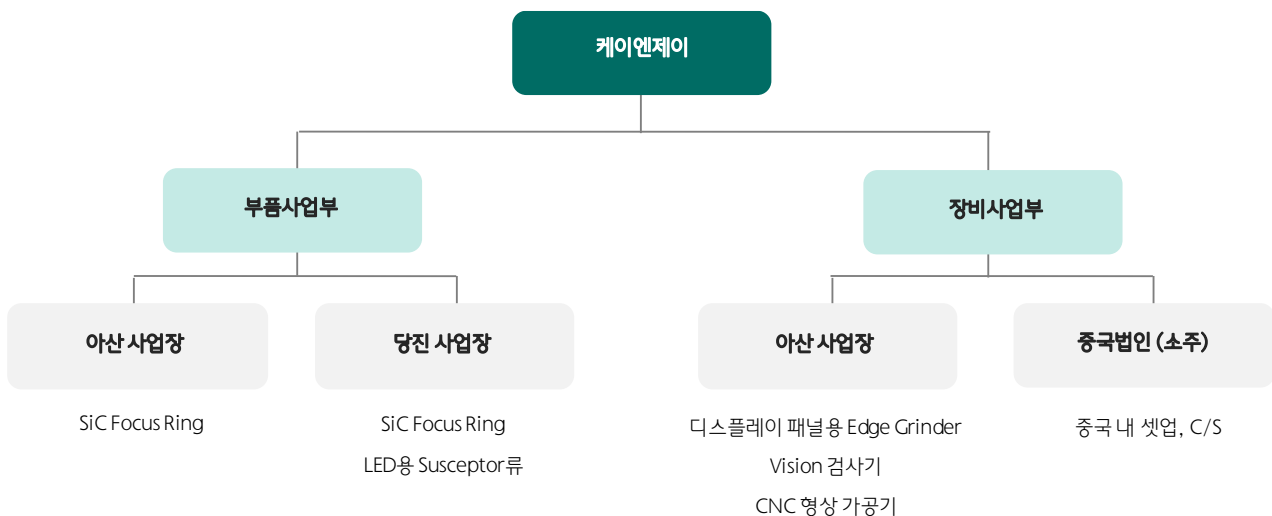 케이엔제이
부품사업부
장비사업부
아산 사업장
당진 사업장
아산 사업장
중국법인 (소주)
SiC Focus Ring
SiC Focus Ring
LED용 Susceptor류
디스플레이 패널용 Edge Grinder
Vision 검사기
CNC 형상 가공기
중국 내 셋업, C/S